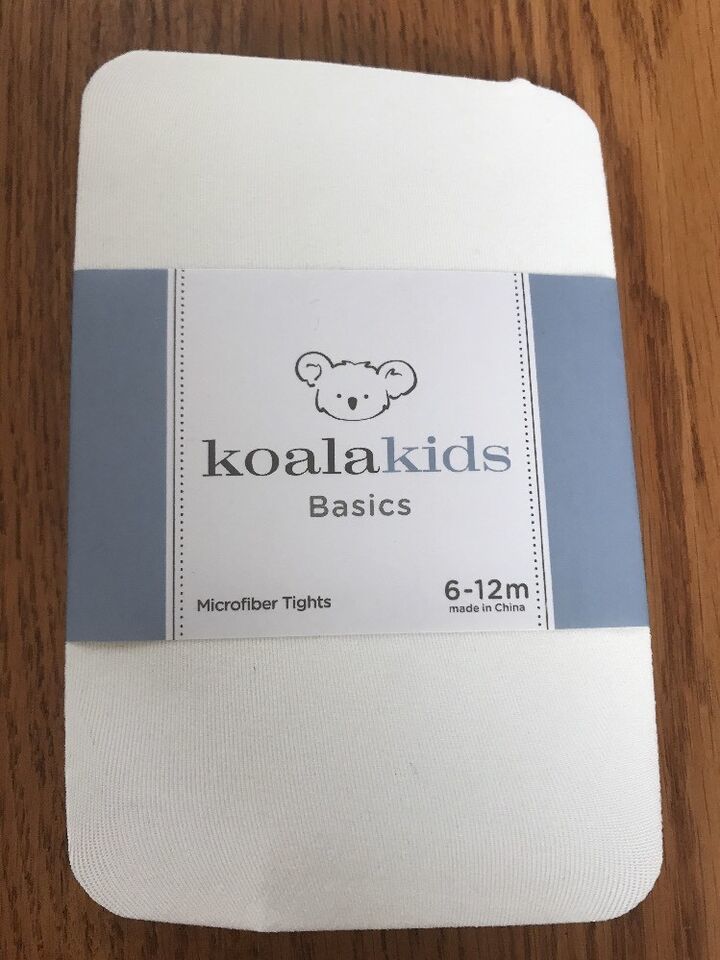 koalakids
Basics
Microfiber Tights
6-12m
made in China